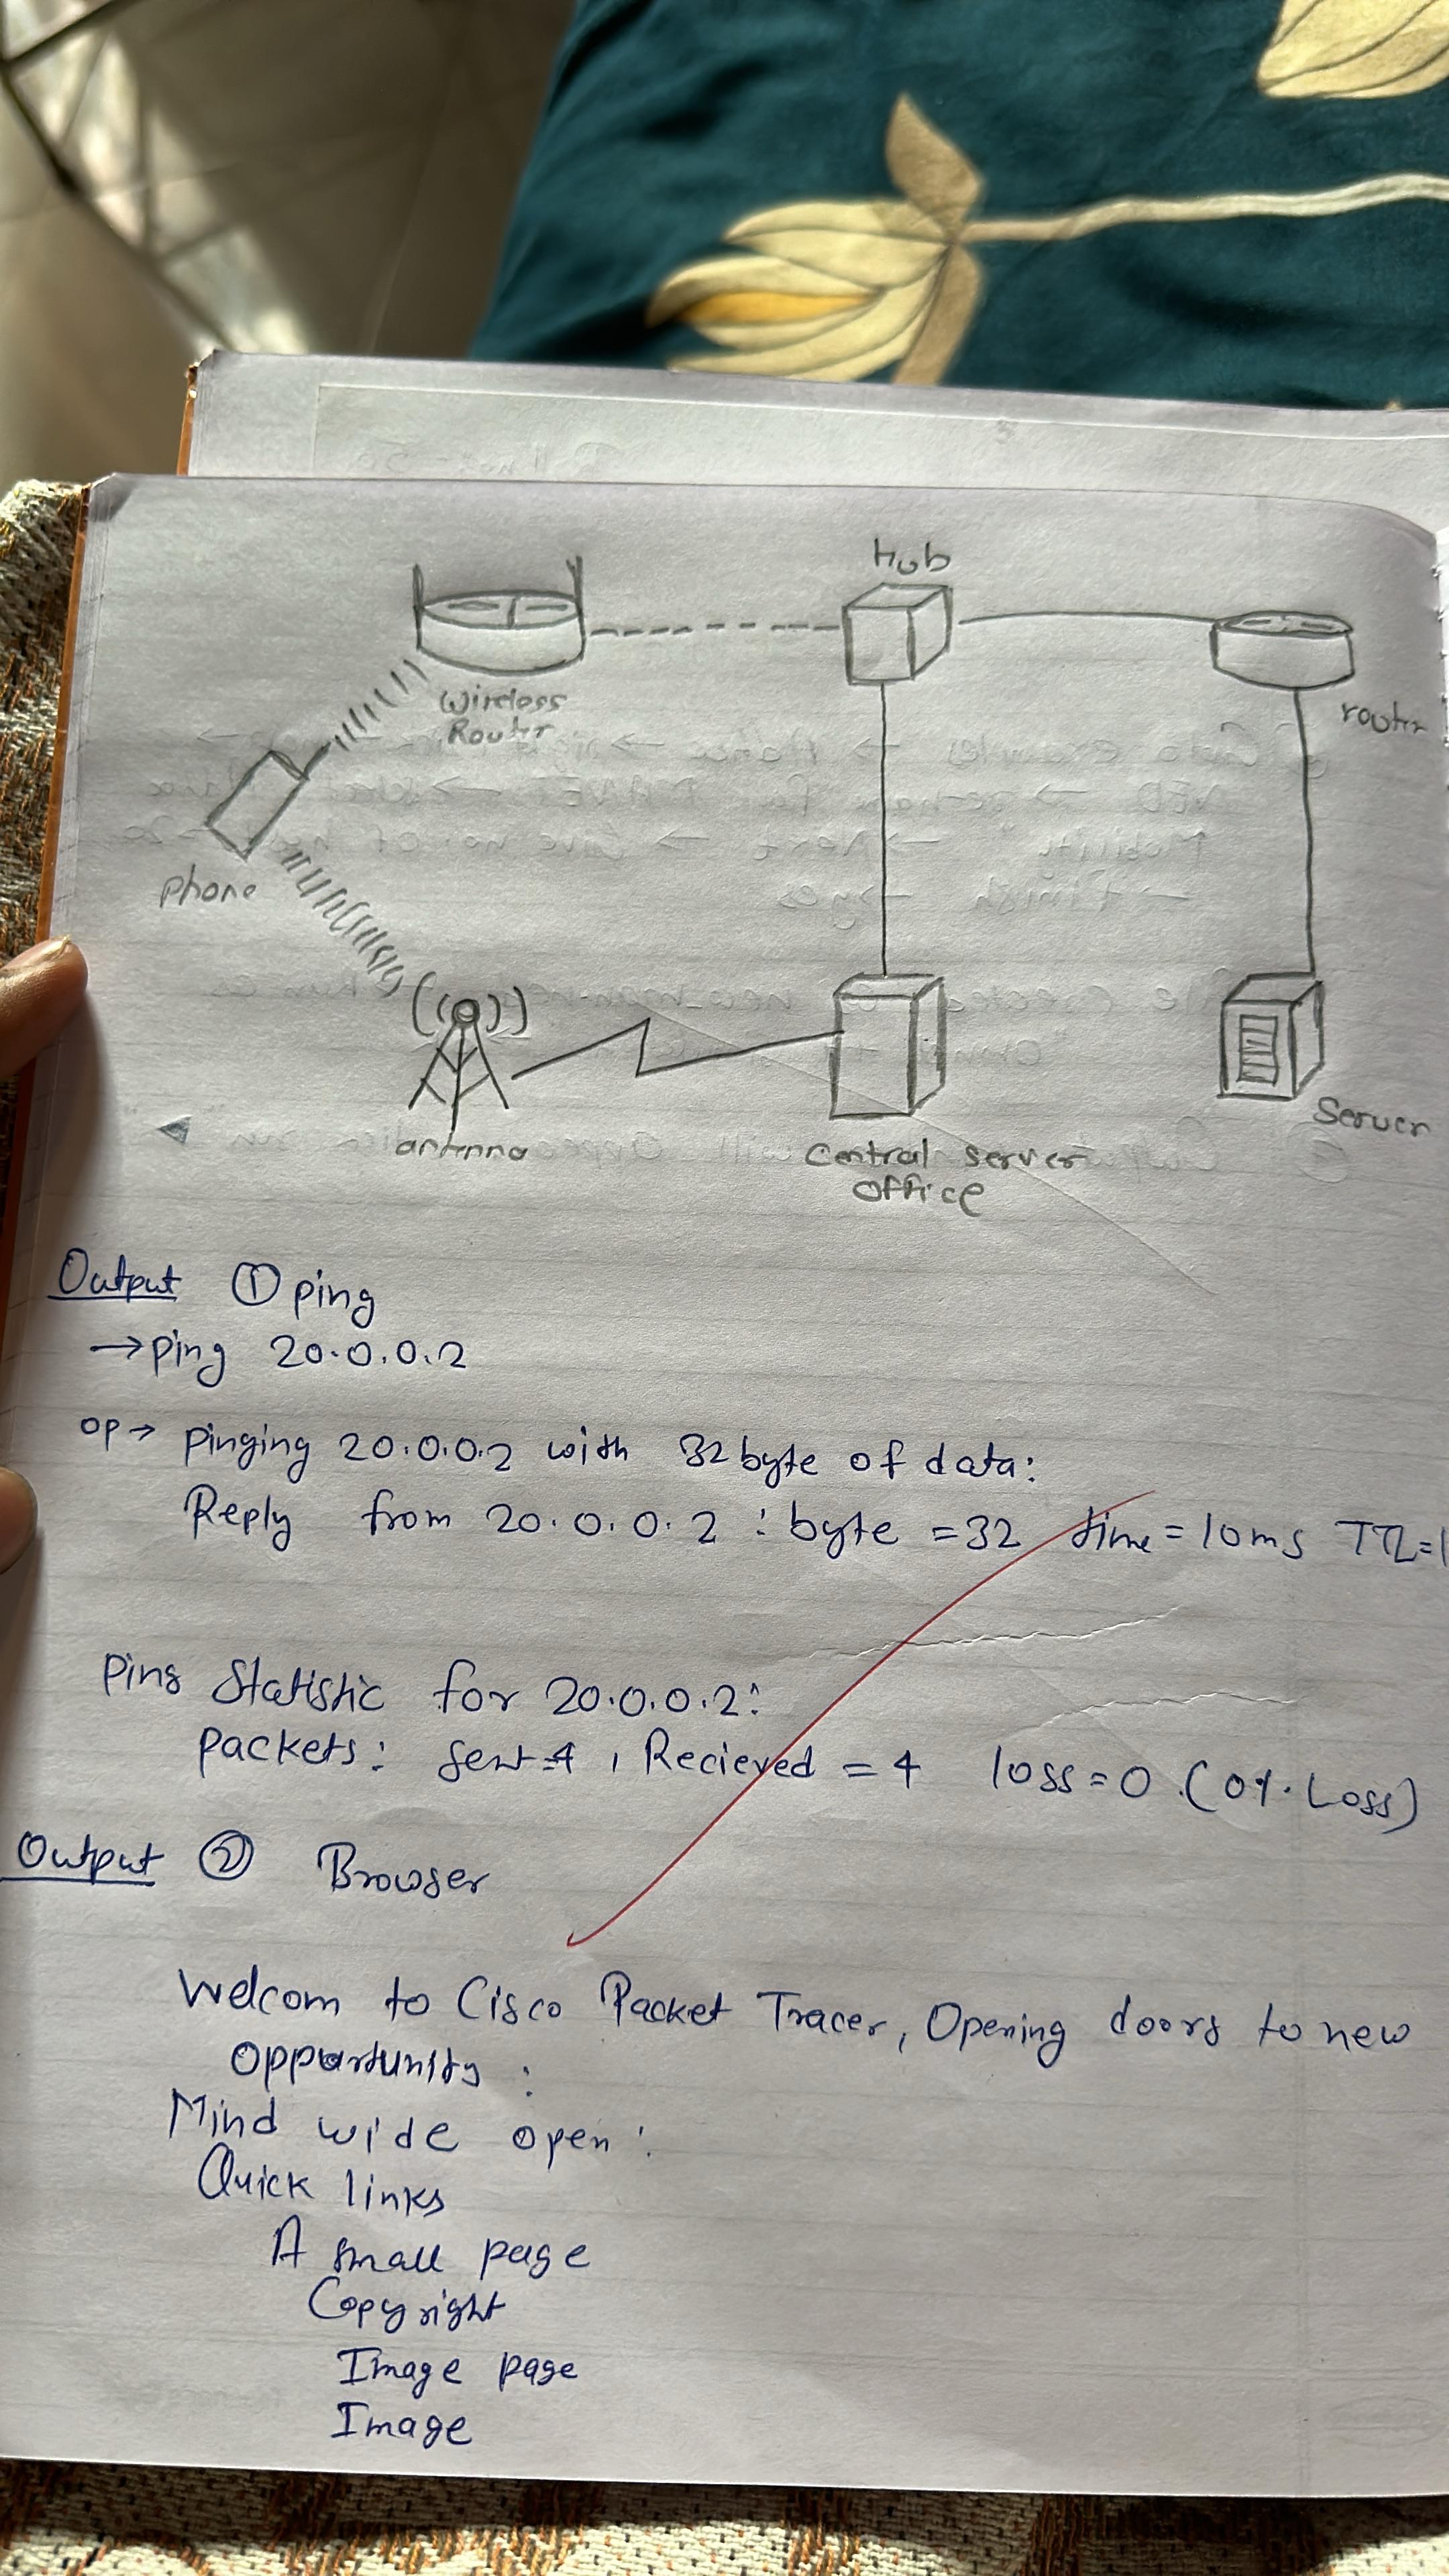 Hub
Wireless
Router
router
phone
antenna
Central server
office
Server
Output ① ping
→ ping 20.0.0.2
op → pinging 20.0.0.2 with 32 byte of data:
Reply from 20.0.0.2 : byte = 32 time = 10ms TTL=1
Ping Statistic for 20.0.0.2:
packets: sent=4 , Recieved = 4 loss = 0 (0% Loss)
Output ② Browser
Welcom to Cisco Packet Tracer, Opening doors to new
opportunity :
Mind wide open :
Quick links
A small page
Copyright
Image page
Image